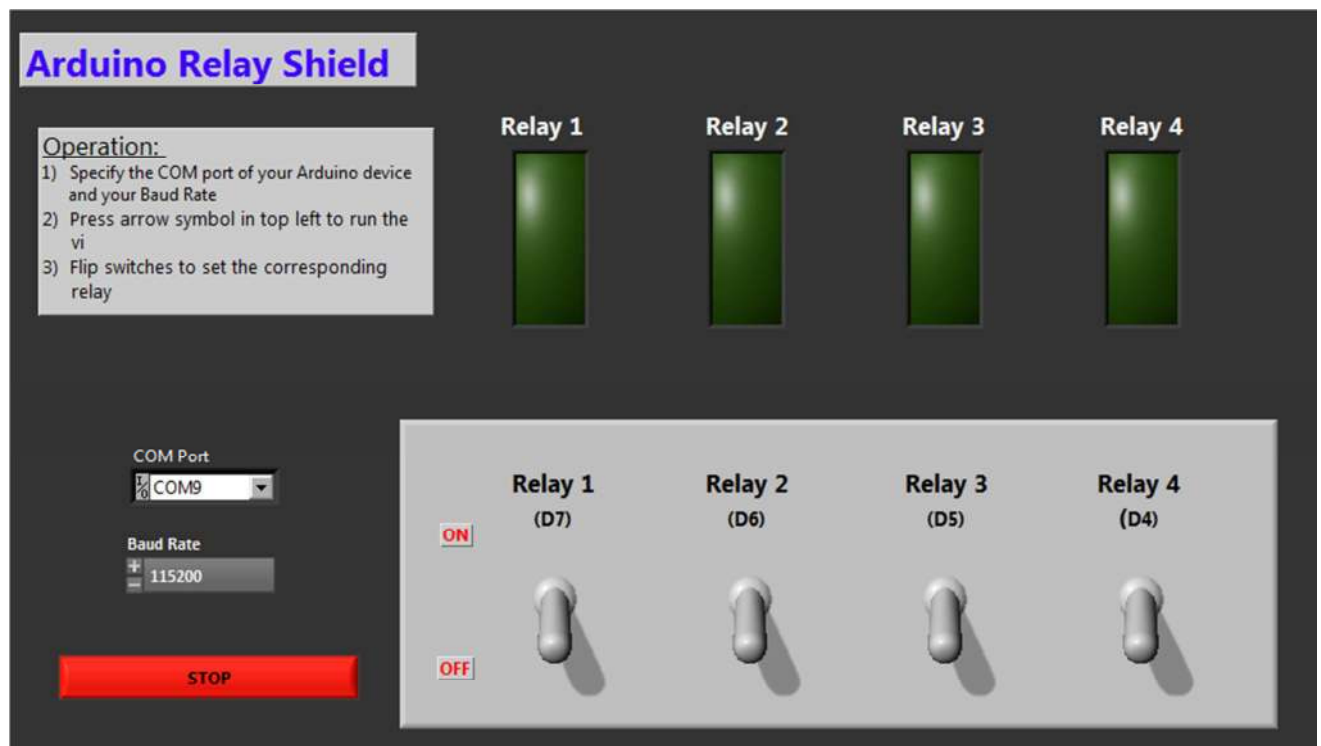 Arduino Relay Shield
Operation:
1) Specify the COM port of your Arduino device
and your Baud Rate
2) Press arrow symbol in top left to run the
vi
3) Flip switches to set the corresponding
relay
Relay 1
Relay 2
Relay 3
Relay 4
COM Port
I/O COM9
Baud Rate
+
115200
-
STOP
Relay 1
(D7)
Relay 2
(D6)
Relay 3
(D5)
Relay 4
(D4)
ON
OFF